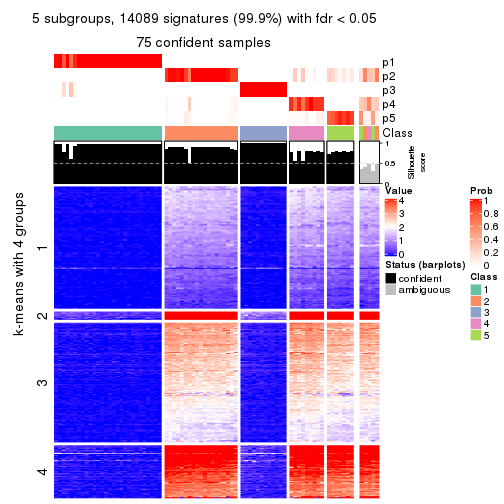 5 subgroups, 14089 signatures (99.9%) with fdr < 0.05
75 confident samples
p1
p2
p3
p4
p5
Class
1
0.5
0
Silhouette
score
k-means with 4 groups
1
2
3
4
Value
4
3
2
1
0
Status (barplots)
confident
ambiguous
Prob
1
0.8
0.6
0.4
0.2
0
Class
1
2
3
4
5